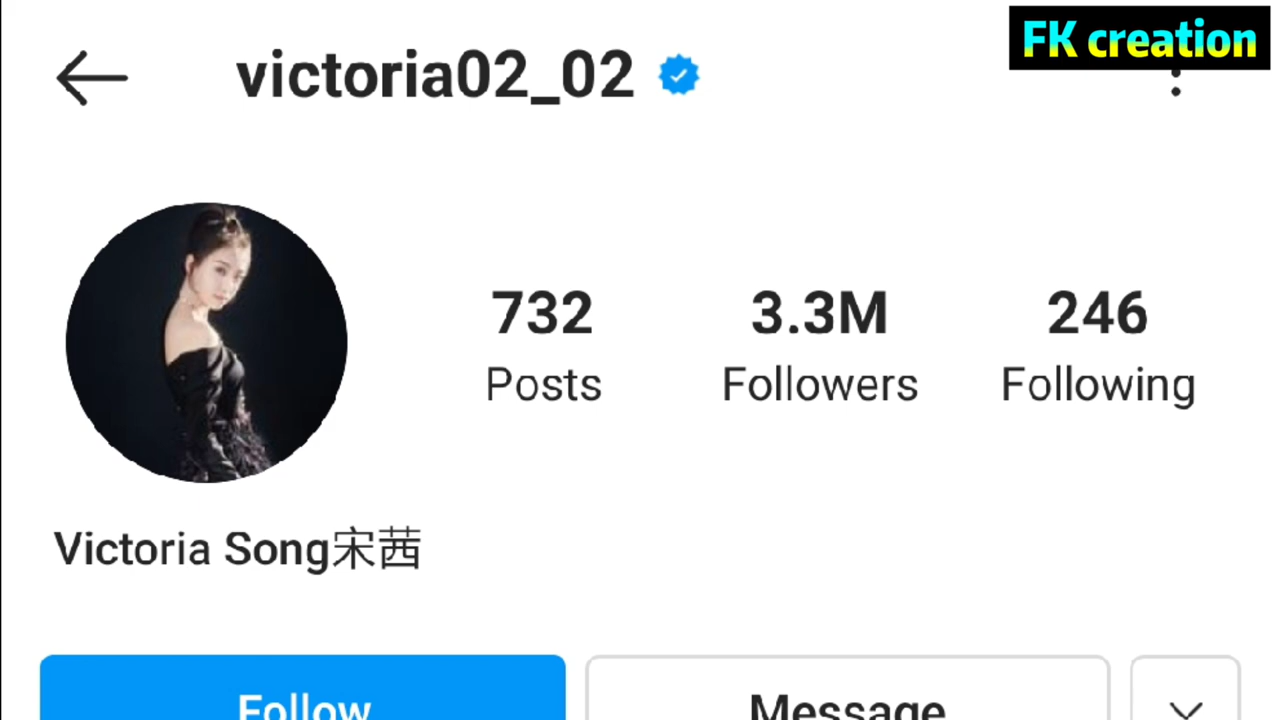 FK creation
victoria02_02
732 3.3M 246
Posts Followers Following
Victoria Song宋茜
Follow Message